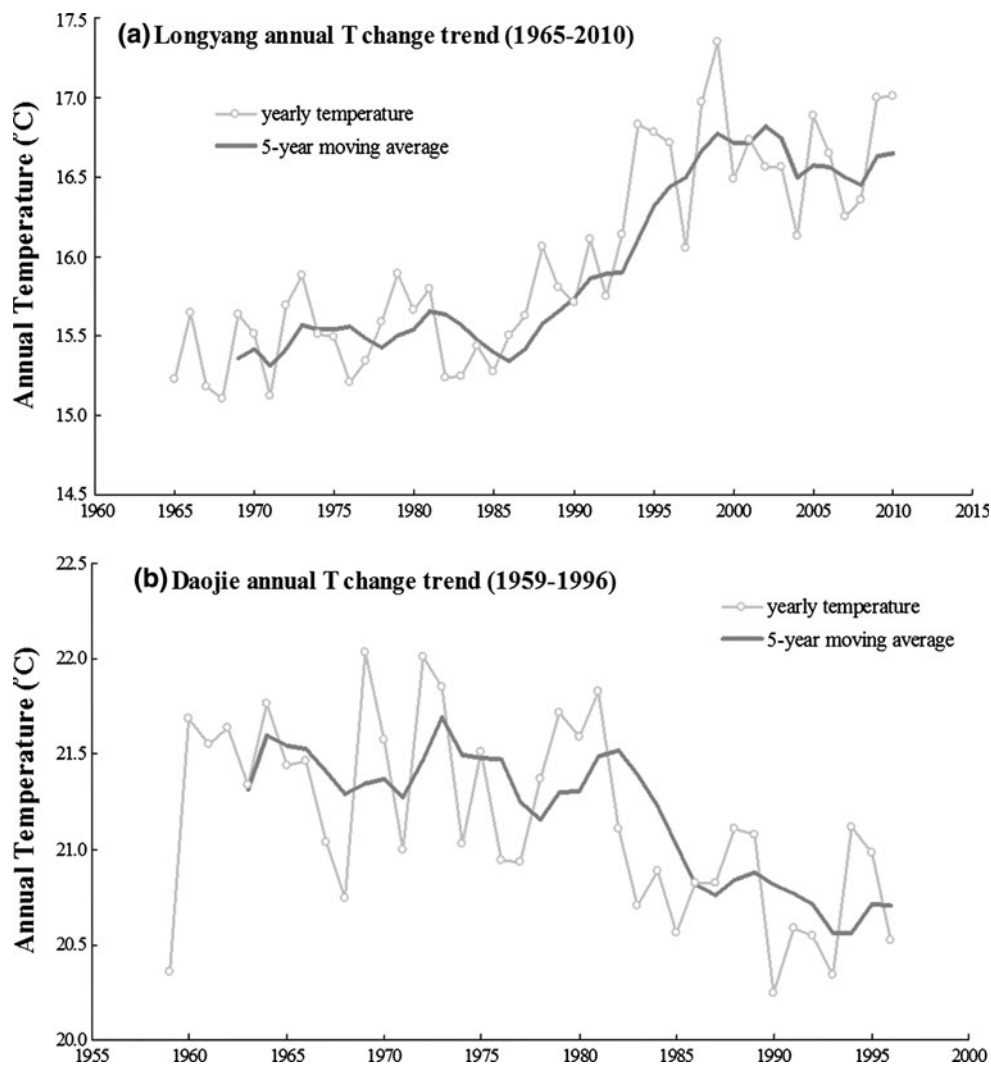 (a) Longyang annual T change trend (1965-2010)
yearly temperature
5-year moving average
Annual Temperature (℃)
17.5
17.0
16.5
16.0
15.5
15.0
14.5
1960 1965 1970 1975 1980 1985 1990 1995 2000 2005 2010 2015
(b) Daojie annual T change trend (1959-1996)
yearly temperature
5-year moving average
Annual Temperature (℃)
22.5
22.0
21.5
21.0
20.5
20.0
1955 1960 1965 1970 1975 1980 1985 1990 1995 2000